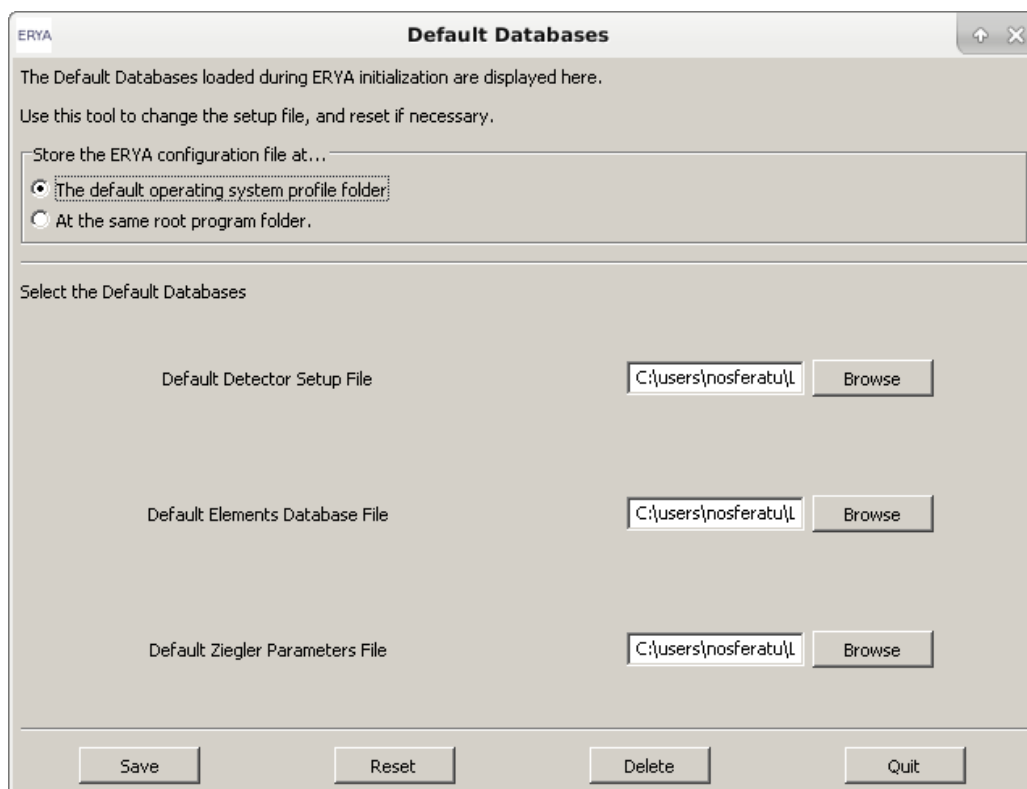 ERYA
Default Databases
The Default Databases loaded during ERYA initialization are displayed here.
Use this tool to change the setup file, and reset if necessary.
Store the ERYA configuration file at...
The default operating system profile folder
At the same root program folder.
Select the Default Databases
Default Detector Setup File C:\users\nosferatu\L Browse
Default Elements Database File C:\users\nosferatu\L Browse
Default Ziegler Parameters File C:\users\nosferatu\L Browse
Save Reset Delete Quit